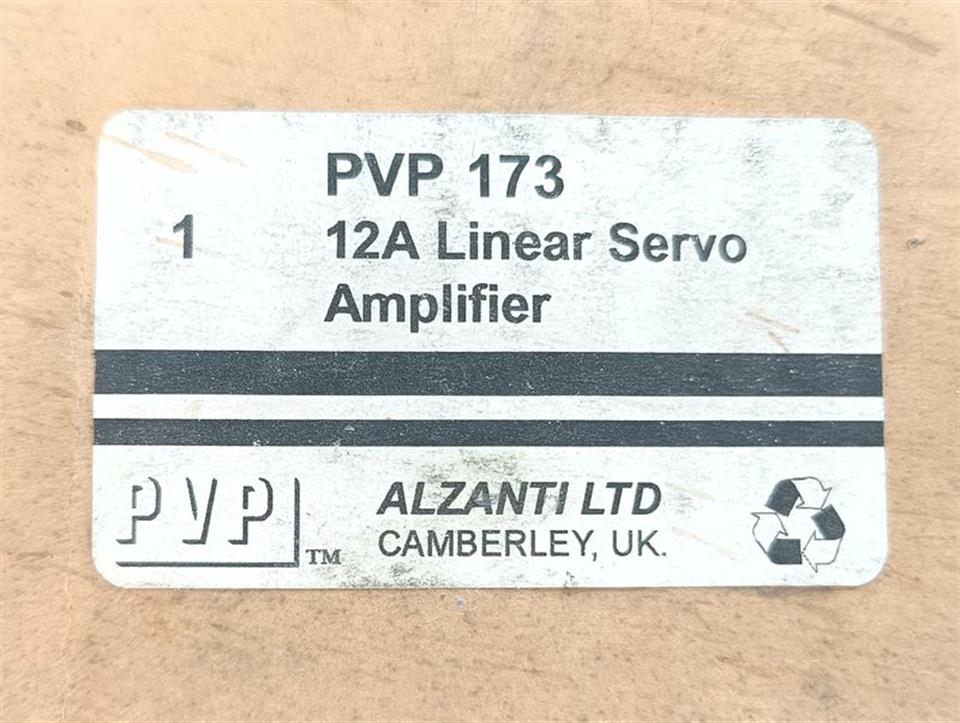 PVP 173
1
12A Linear Servo
Amplifier
PVP TM
ALZANTI LTD
CAMBERLEY, UK.